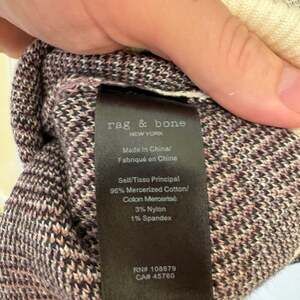 rag & bone
NEW YORK
Made In China/
Fabriqué en Chine
Self/Tissu Principal
96% Mercerized Cotton/
Coton Mercerisé
3% Nylon
1% Spandex
RN# 108879
CA# 45760